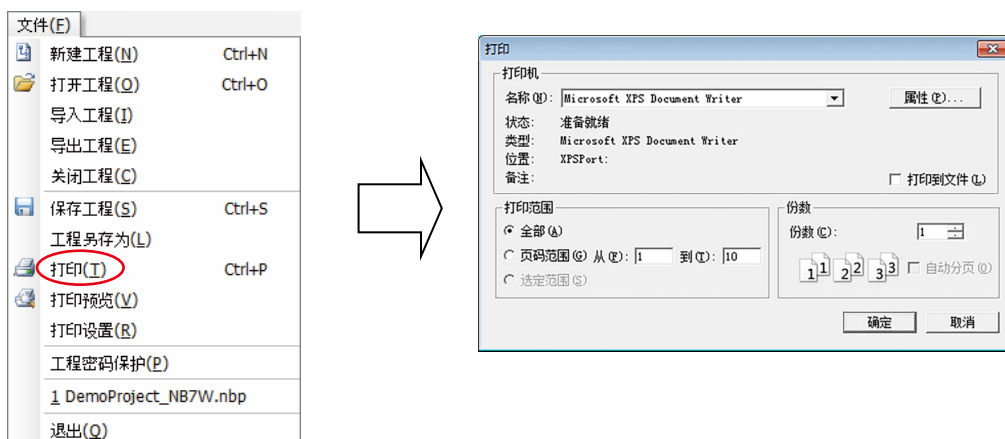 文件(F)
新建工程(N) Ctrl+N
打开工程(O) Ctrl+O
导入工程(I)
导出工程(E)
关闭工程(C)
保存工程(S) Ctrl+S
工程另存为(L)
打印(T) Ctrl+P
打印预览(V)
打印设置(R)
工程密码保护(P)
1 DemoProject_NB7W.nbp
退出(Q)
打印
打印机
名称(N): Microsoft XPS Document Writer 属性(P)...
状态: 准备就绪
类型: Microsoft XPS Document Writer
位置: XPSPort:
备注: 打印到文件(L)
打印范围
全部(A)
页码范围(G) 从(F): 1 到(T): 10
选定范围(S)
份数
份数(C): 1
1 1 2 2 3 3 自动分页(O)
确定 取消